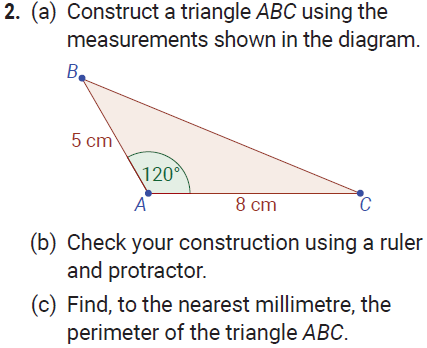 2. (a) Construct a triangle ABC using the
measurements shown in the diagram.
B
5 cm
120°
A
8 cm
C
(b) Check your construction using a ruler
and protractor.
(c) Find, to the nearest millimetre, the
perimeter of the triangle ABC.